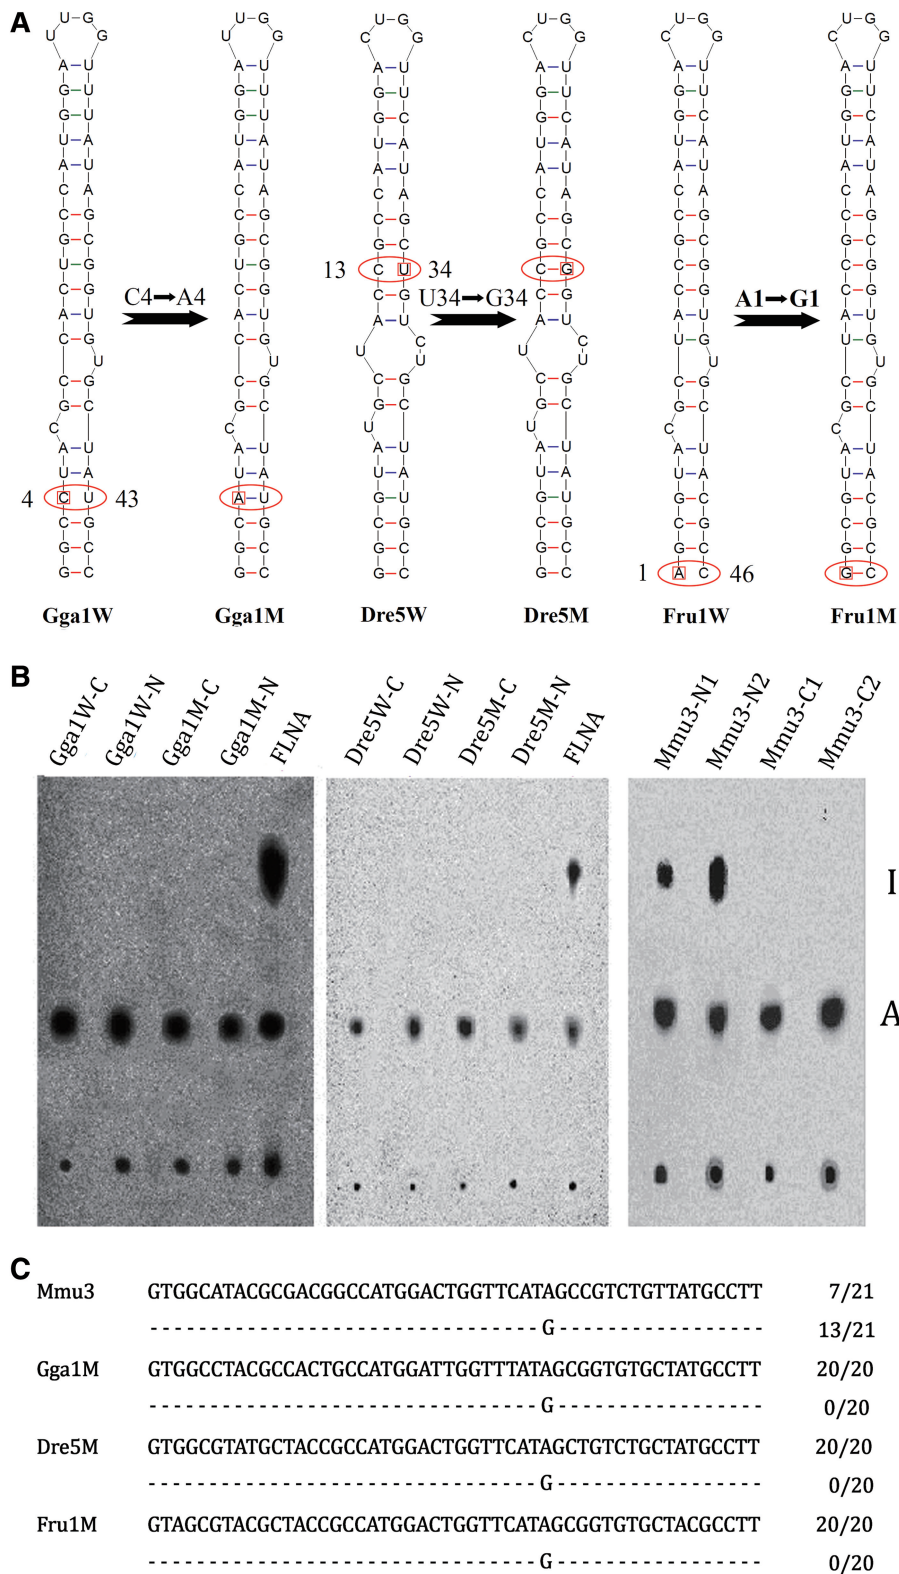 A
C4➡A4
U34➡G34
A1➡G1
4 43
13 34
1 46
Gga1W Gga1M Dre5W Dre5M Fru1W Fru1M
B
Gga1W-C Gga1W-N Gga1M-C Gga1M-N FLNA
Dre5W-C Dre5W-N Dre5M-C Dre5M-N FLNA
Mmu3-N1 Mmu3-N2 Mmu3-C1 Mmu3-C2
I
A
C
Mmu3 GTGGCATACGCGACGGCCATGGACTGGTTCATAGCCGTCTGTTATGCCTT 7/21
--------------------------------G----------------- 13/21
Gga1M GTGGCCTACGCCACTGCCATGGATTGGTTTATAGCGGTGTGCTATGCCTT 20/20
--------------------------------G----------------- 0/20
Dre5M GTGGCGTATGCTACCGCCATGGACTGGTTCATAGCTGTCTGCTATGCCTT 20/20
--------------------------------G----------------- 0/20
Fru1M GTAGCGTACGCTACCGCCATGGACTGGTTCATAGCGGTGTGCTACGCCTT 20/20
--------------------------------G----------------- 0/20